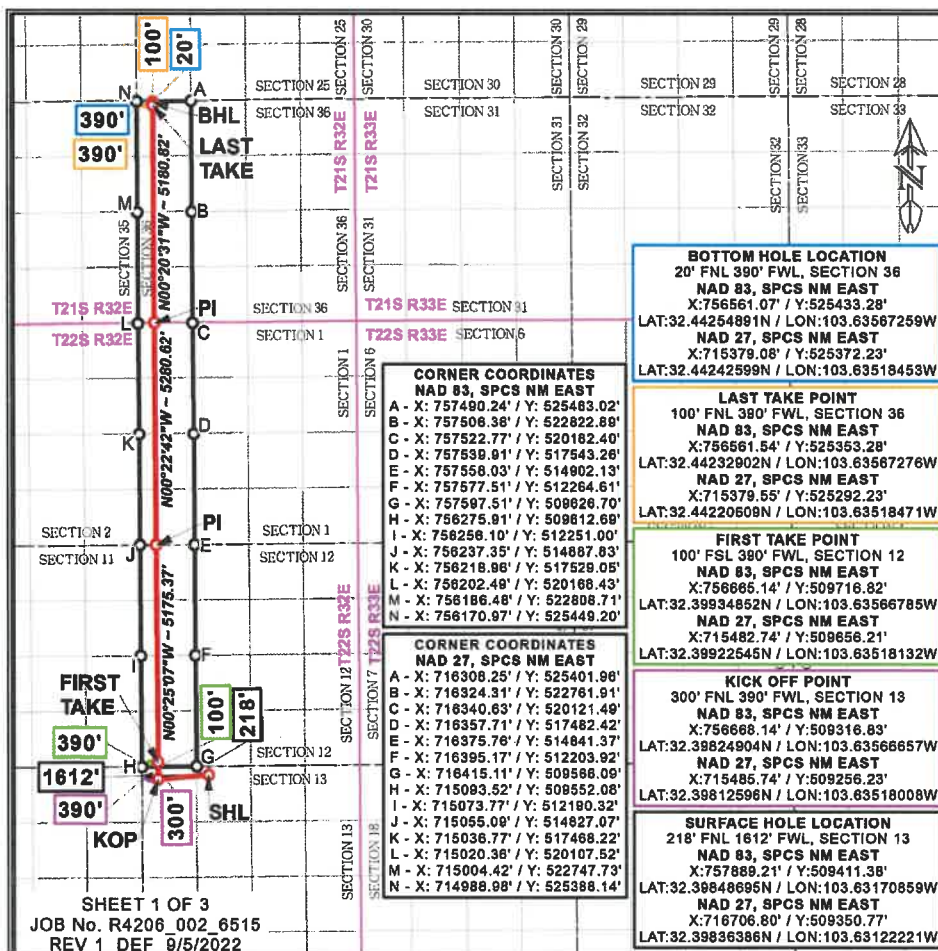 100'
20'
SECTION 25
SECTION 30
SECTION 30
SECTION 29
SECTION 29
SECTION 28
N
A
SECTION 25
SECTION 30
SECTION 29
SECTION 28
SECTION 36
SECTION 31
SECTION 32
SECTION 33
390'
BHL
390'
LAST
TAKE
T21S R32E
T21S R33E
SECTION 31
SECTION 32
SECTION 32
SECTION 33
N00°20'31"W ~ 5180.82'
M
B
SECTION 35
SECTION 36
SECTION 36
SECTION 31
PI
T21S R32E
SECTION 36
T21S R33E
SECTION 31
L
C
T22S R32E
SECTION 1
T22S R33E
SECTION 6
SECTION 1
SECTION 6
N00°22'42"W ~ 5280.62'
K
D
PI
SECTION 2
SECTION 1
J
E
SECTION 11
SECTION 12
N00°25'07"W ~ 5175.37'
T22S R32E
T22S R33E
I
F
SECTION 12
SECTION 7
FIRST
TAKE
100'
218'
390'
H
G
SECTION 12
1612'
SECTION 13
390'
300'
SHL
KOP
SECTION 13
SECTION 18
N
SHEET 1 OF 3
JOB No. R4206_002_6515
REV 1 DEF 9/5/2022
CORNER COORDINATES
NAD 83, SPCS NM EAST
A - X: 757490.24' / Y: 525463.02'
B - X: 757506.38' / Y: 522822.89'
C - X: 757522.77' / Y: 520182.40'
D - X: 757539.91' / Y: 517543.26'
E - X: 757558.03' / Y: 514902.13'
F - X: 757577.51' / Y: 512264.61'
G - X: 757597.51' / Y: 509626.70'
H - X: 756275.91' / Y: 509612.69'
I - X: 756256.10' / Y: 512251.00'
J - X: 756237.35' / Y: 514887.83'
K - X: 756218.96' / Y: 517529.05'
L - X: 756202.49' / Y: 520168.43'
M - X: 756186.48' / Y: 522808.71'
N - X: 756170.97' / Y: 525449.20'
CORNER COORDINATES
NAD 27, SPCS NM EAST
A - X: 716308.25' / Y: 525401.96'
B - X: 716324.31' / Y: 522761.91'
C - X: 716340.63' / Y: 520121.49'
D - X: 716357.71' / Y: 517482.42'
E - X: 716375.76' / Y: 514841.37'
F - X: 716395.17' / Y: 512203.92'
G - X: 716415.11' / Y: 509566.09'
H - X: 715093.52' / Y: 509552.08'
I - X: 715073.77' / Y: 512190.32'
J - X: 715055.09' / Y: 514827.07'
K - X: 715036.77' / Y: 517468.22'
L - X: 715020.36' / Y: 520107.52'
M - X: 715004.42' / Y: 522747.73'
N - X: 714988.98' / Y: 525388.14'
BOTTOM HOLE LOCATION
20' FNL 390' FWL, SECTION 36
NAD 83, SPCS NM EAST
X:756561.07' / Y:525433.28'
LAT:32.44254891N / LON:103.63567259W
NAD 27, SPCS NM EAST
X:715379.08' / Y:525372.23'
LAT:32.44242599N / LON:103.63518453W
LAST TAKE POINT
100' FNL 390' FWL, SECTION 36
NAD 83, SPCS NM EAST
X:756561.54' / Y:525353.28'
LAT:32.44232902N / LON:103.63567276W
NAD 27, SPCS NM EAST
X:715379.55' / Y:525292.23'
LAT:32.44220609N / LON:103.63518471W
FIRST TAKE POINT
100' FSL 390' FWL, SECTION 12
NAD 83, SPCS NM EAST
X:756665.14' / Y:509716.82'
LAT:32.39934852N / LON:103.63566785W
NAD 27, SPCS NM EAST
X:715482.74' / Y:509656.21'
LAT:32.39922545N / LON:103.63518132W
KICK OFF POINT
300' FNL 390' FWL, SECTION 13
NAD 83, SPCS NM EAST
X:756668.14' / Y:509316.83'
LAT:32.39824904N / LON:103.63566657W
NAD 27, SPCS NM EAST
X:715485.74' / Y:509256.23'
LAT:32.39812596N / LON:103.63518008W
SURFACE HOLE LOCATION
218' FNL 1612' FWL, SECTION 13
NAD 83, SPCS NM EAST
X:757889.21' / Y:509411.38'
LAT:32.39848695N / LON:103.63170859W
NAD 27, SPCS NM EAST
X:716706.80' / Y:509350.77'
LAT:32.39836386N / LON:103.63122221W